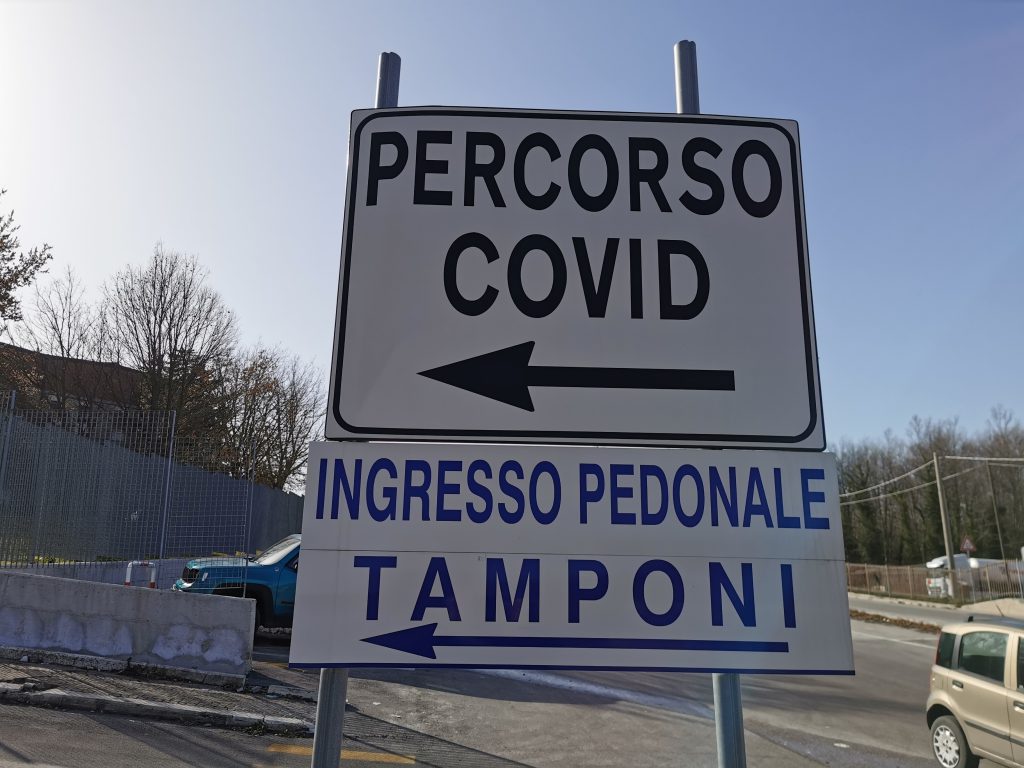 PERCORSO
COVID
INGRESSO PEDONALE
TAMPONI